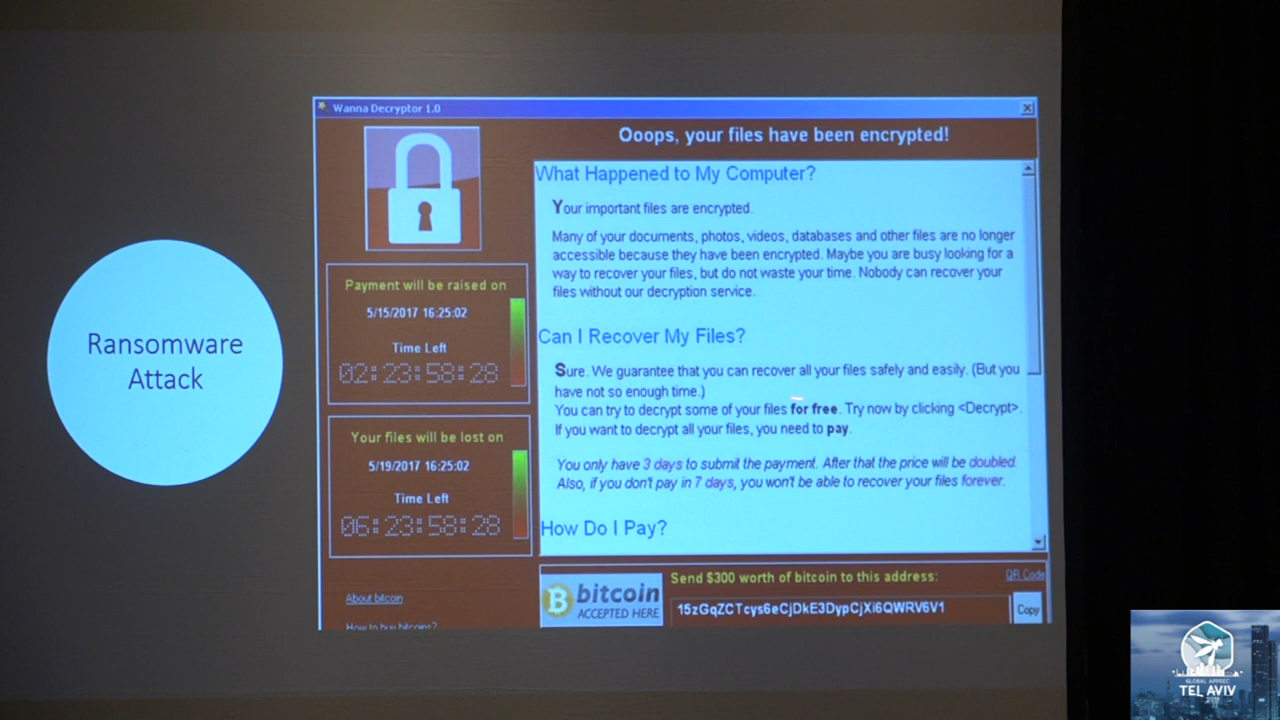 Ransomware
Attack
Wanna Decryptor 1.0
Ooops, your files have been encrypted!
Payment will be raised on
5/15/2017 16:25:02
Time Left
02:23:58:28
Your files will be lost on
5/19/2017 16:25:02
Time Left
06:23:58:28
About bitcoin
How to buy bitcoins?
What Happened to My Computer?
Your important files are encrypted.
Many of your documents, photos, videos, databases and other files are no longer
accessible because they have been encrypted. Maybe you are busy looking for a
way to recover your files, but do not waste your time. Nobody can recover your
files without our decryption service.
Can I Recover My Files?
Sure. We guarantee that you can recover all your files safely and easily. (But you
have not so enough time.)
You can try to decrypt some of your files for free. Try now by clicking <Decrypt>.
If you want to decrypt all your files, you need to pay.
You only have 3 days to submit the payment. After that the price will be doubled.
Also, if you don't pay in 7 days, you won't be able to recover your files forever.
How Do I Pay?
bitcoin
ACCEPTED HERE
Send $300 worth of bitcoin to this address:
QR Code
15zGqZCTcys6eCjDkE3DypCjXi6QWRV6V1
Copy
GLOBAL APPSEC
TEL AVIV
2019